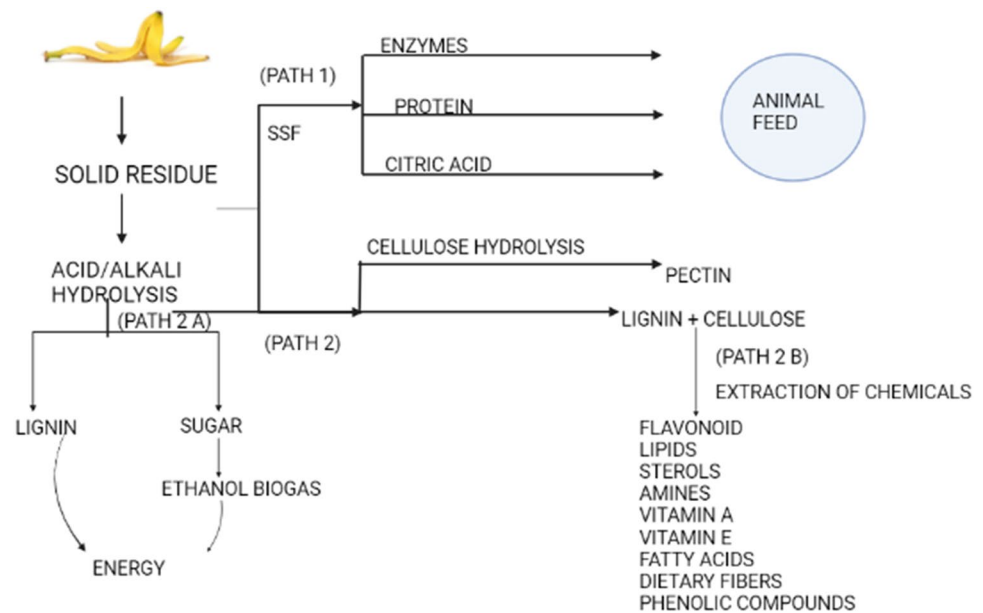 ENZYMES
(PATH 1)
PROTEIN
ANIMAL
FEED
SSF
CITRIC ACID
SOLID RESIDUE
CELLULOSE HYDROLYSIS
PECTIN
ACID/ALKALI
HYDROLYSIS
(PATH 2 A)
(PATH 2)
LIGNIN + CELLULOSE
(PATH 2 B)
EXTRACTION OF CHEMICALS
LIGNIN
SUGAR
ETHANOL BIOGAS
ENERGY
FLAVONOID
LIPIDS
STEROLS
AMINES
VITAMIN A
VITAMIN E
FATTY ACIDS
DIETARY FIBERS
PHENOLIC COMPOUNDS